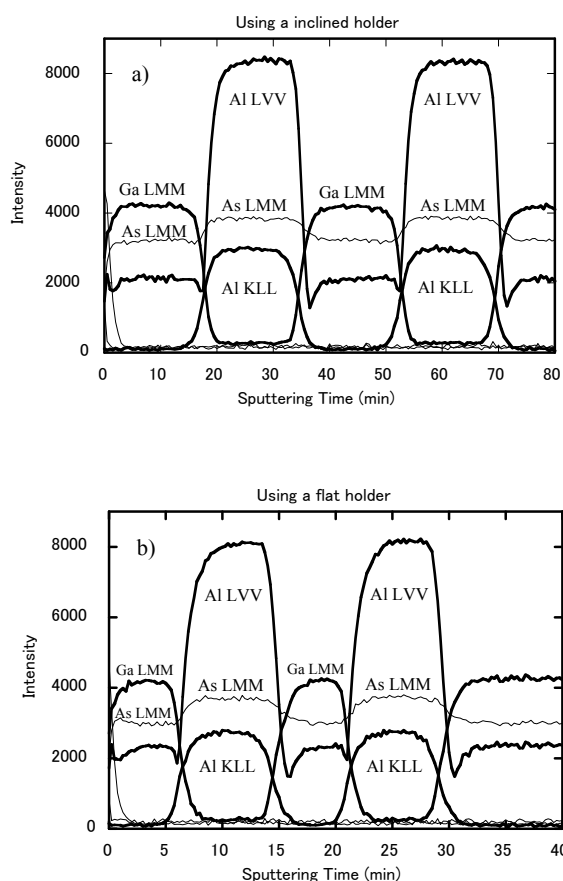 Using a inclined holder
a)
8000
6000
4000
2000
0
Intensity
Al LVV
Al LVV
Ga LMM
As LMM
Ga LMM
As LMM
As LMM
Al KLL
Al KLL
0 10 20 30 40 50 60 70 80
Sputtering Time (min)
Using a flat holder
b)
8000
6000
4000
2000
0
Intensity
Al LVV
Al LVV
Ga LMM
As LMM
Ga LMM
As LMM
As LMM
Al KLL
Al KLL
0 5 10 15 20 25 30 35 40
Sputtering Time (min)